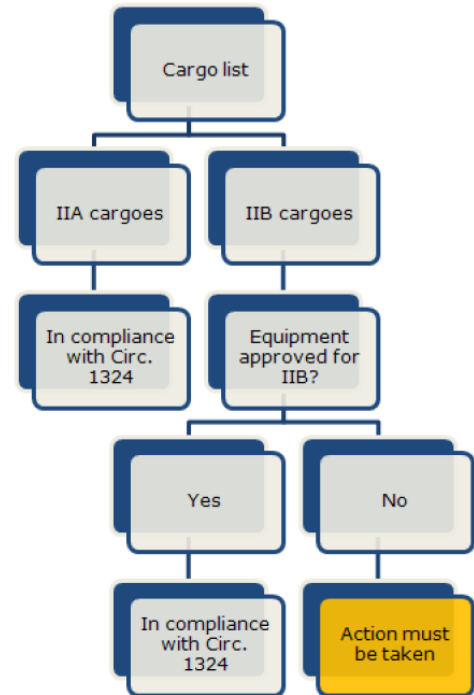 Cargo list
IIA cargoes
IIB cargoes
In compliance
with Circ.
1324
Equipment
approved for
IIB?
Yes
No
In compliance
with Circ.
1324
Action must
be taken